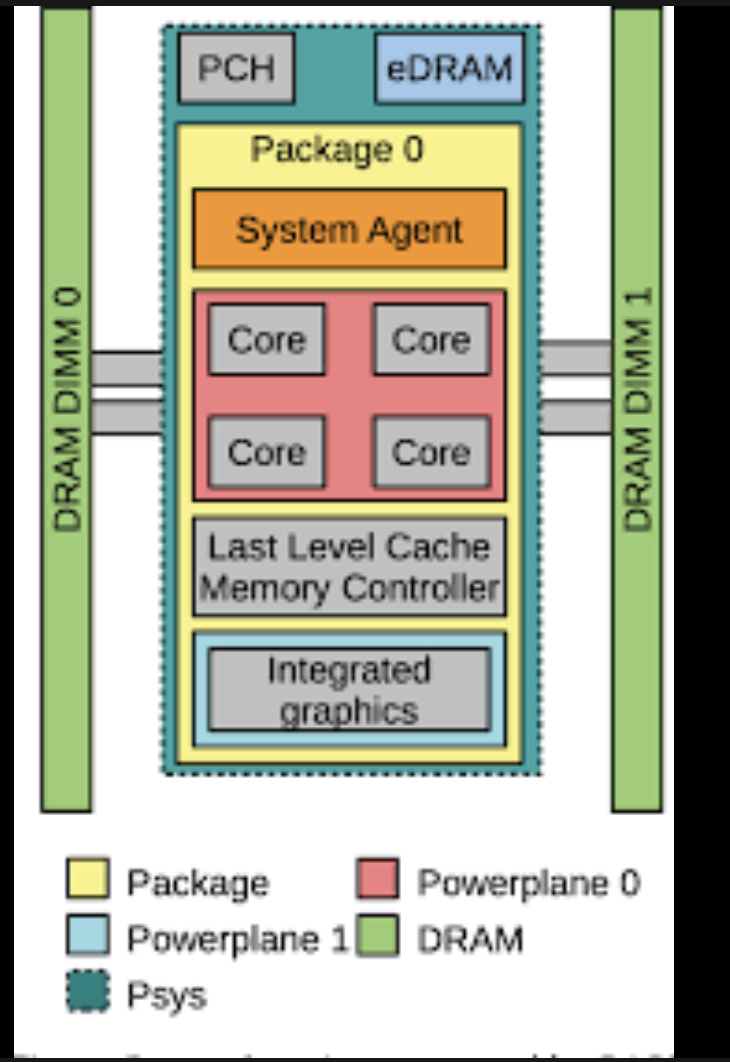 PCH
eDRAM
Package 0
System Agent
Core
Core
Core
Core
Last Level Cache
Memory Controller
Integrated
graphics
DRAM DIMM 0
DRAM DIMM 1
Package
Powerplane 0
Powerplane 1
DRAM
Psys